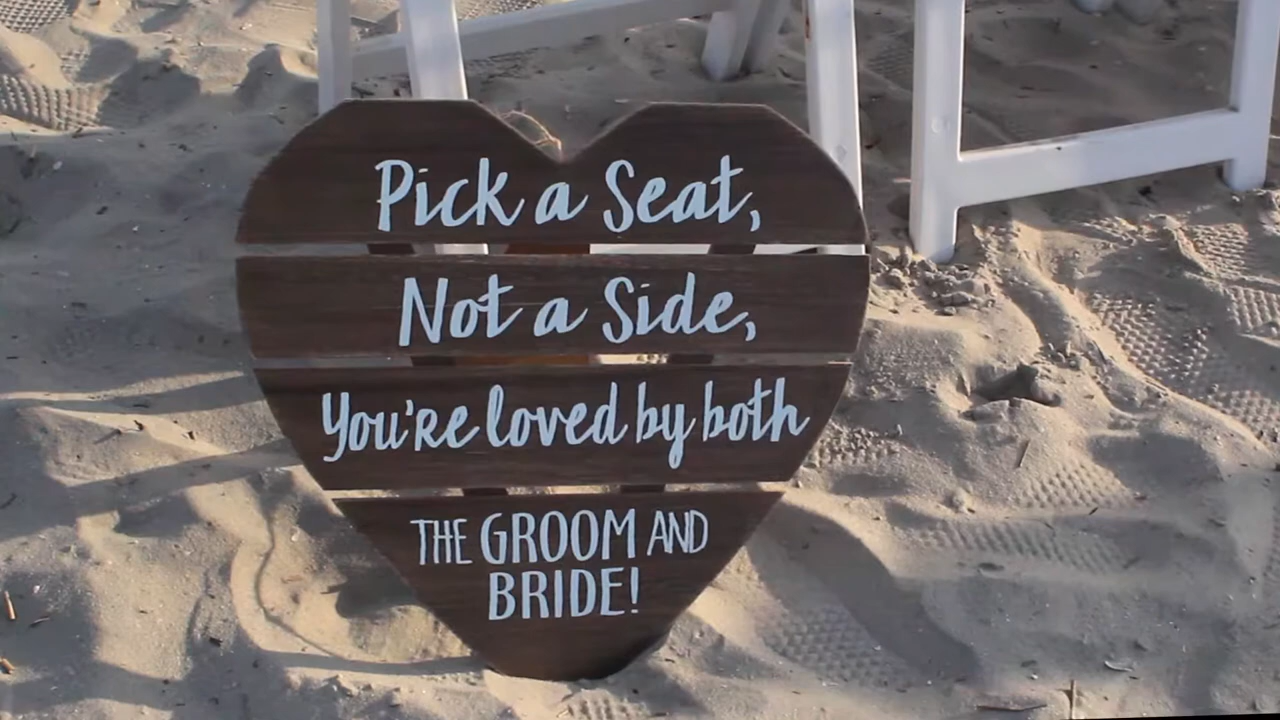 Pick a Seat,
Not a Side,
You're loved by both
THE GROOM AND
BRIDE!